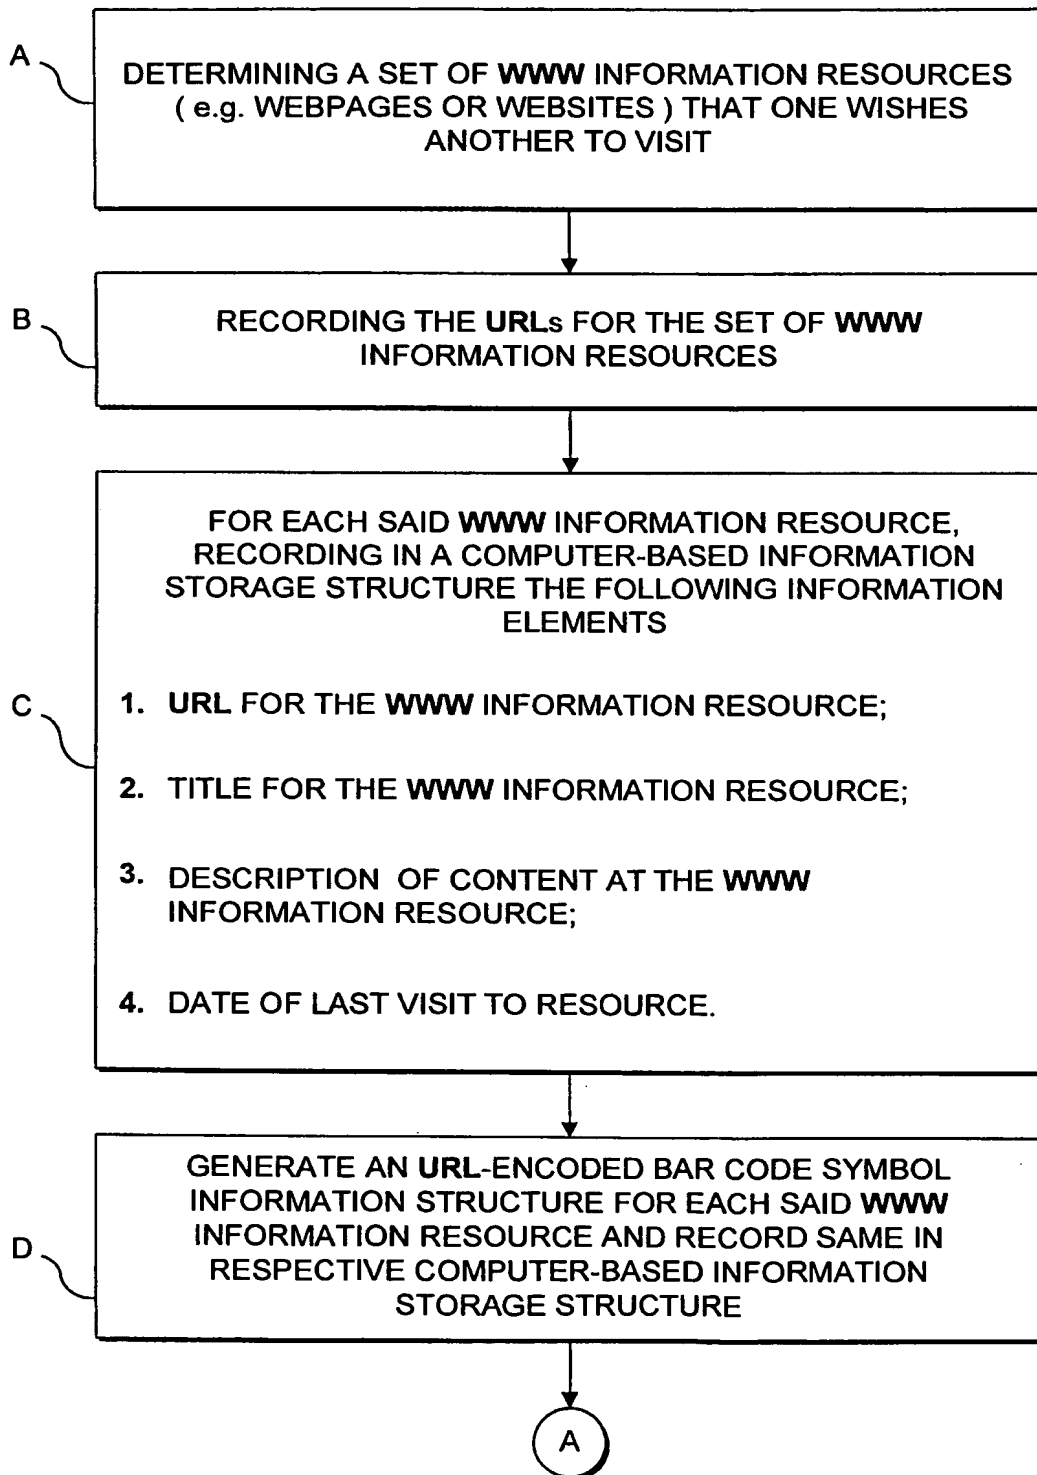 A
DETERMINING A SET OF WWW INFORMATION RESOURCES
( e.g. WEBPAGES OR WEBSITES ) THAT ONE WISHES
ANOTHER TO VISIT
B
RECORDING THE URLs FOR THE SET OF WWW
INFORMATION RESOURCES
C
FOR EACH SAID WWW INFORMATION RESOURCE,
RECORDING IN A COMPUTER-BASED INFORMATION
STORAGE STRUCTURE THE FOLLOWING INFORMATION
ELEMENTS
1. URL FOR THE WWW INFORMATION RESOURCE;
2. TITLE FOR THE WWW INFORMATION RESOURCE;
3. DESCRIPTION OF CONTENT AT THE WWW
INFORMATION RESOURCE;
4. DATE OF LAST VISIT TO RESOURCE.
D
GENERATE AN URL-ENCODED BAR CODE SYMBOL
INFORMATION STRUCTURE FOR EACH SAID WWW
INFORMATION RESOURCE AND RECORD SAME IN
RESPECTIVE COMPUTER-BASED INFORMATION
STORAGE STRUCTURE
A